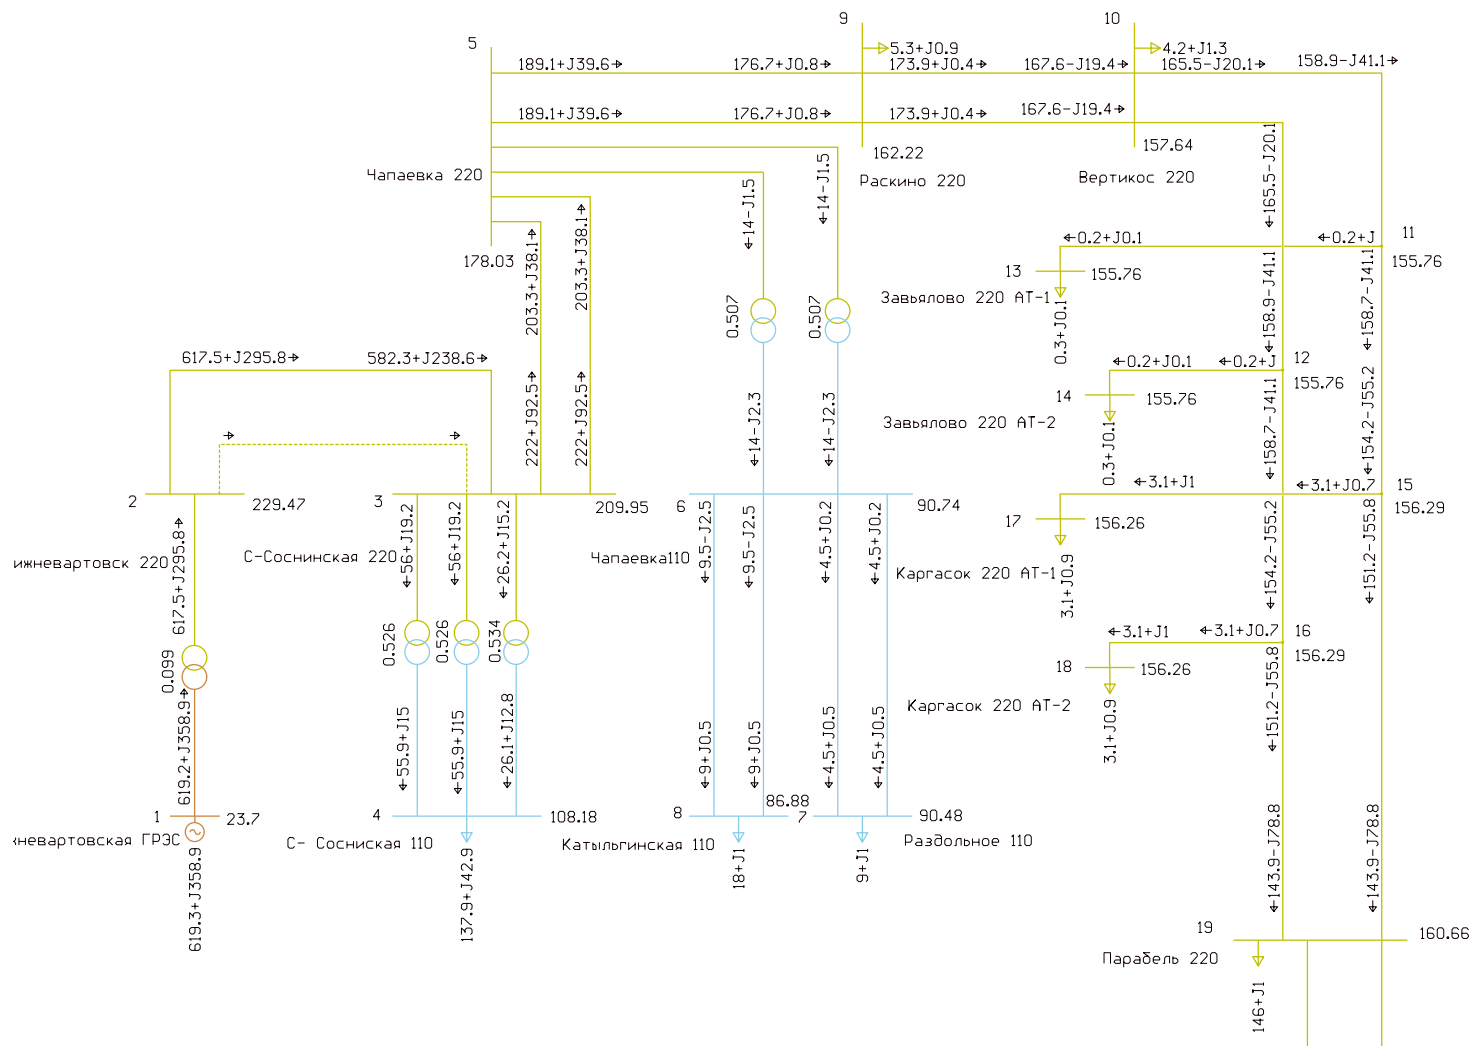 9
10
5
5.3+J0.9
4.2+J1.3
189.1+J39.6→
176.7+J0.8→
173.9+J0.4→
167.6-J19.4→
165.5-J20.1→
158.9-J41.1→
189.1+J39.6→
176.7+J0.8→
173.9+J0.4→
167.6-J19.4→
162.22
157.64
Чапаевка 220
Раскино 220
Вертикос 220
←14-J1.5
←14-J1.5
←165.5-J20.1
203.3+J38.1→
203.3+J38.1→
178.03
←0.2+J0.1
←0.2+J
11
155.76
13
155.76
Завьялово 220 АТ-1
0.3+J0.1
←158.9-J41.1
←158.7-J41.1
0.507
0.507
617.5+J295.8→
582.3+J238.6→
←0.2+J0.1
←0.2+J
12
155.76
14
155.76
Завьялово 220 АТ-2
0.3+J0.1
222+J92.5→
222+J92.5→
←14-J2.3
←14-J2.3
←158.7-J41.1
←154.2-J55.2
→
→
2
229.47
3
209.95
6
90.74
←3.1+J1
←3.1+J0.7
15
156.29
17
156.26
ижневартовск 220
С-Соснинская 220
Чапаевка110
Каргасок 220 АТ-1
3.1+J0.9
617.5+J295.8→
←56+J19.2
←56+J19.2
←26.2+J15.2
←9.5-J2.5
←9.5-J2.5
←4.5+J0.2
←4.5+J0.2
←154.2-J55.2
←151.2-J55.8
0.099
0.526
0.526
0.534
←3.1+J1
←3.1+J0.7
16
156.29
18
156.26
Каргасок 220 АТ-2
3.1+J0.9
619.2+J358.9→
←55.9+J15
←55.9+J15
←26.1+J12.8
←9+J0.5
←9+J0.5
←4.5+J0.5
←4.5+J0.5
←151.2-J55.8
1
23.7
4
108.18
8
86.88
7
90.48
невартовская ГРЭС
С- Сосниская 110
Катыльгинская 110
Раздольное 110
619.3+J358.9
137.9+J42.9
18+J1
9+J1
←143.9-J78.8
←143.9-J78.8
19
160.66
Парабель 220
146+J1